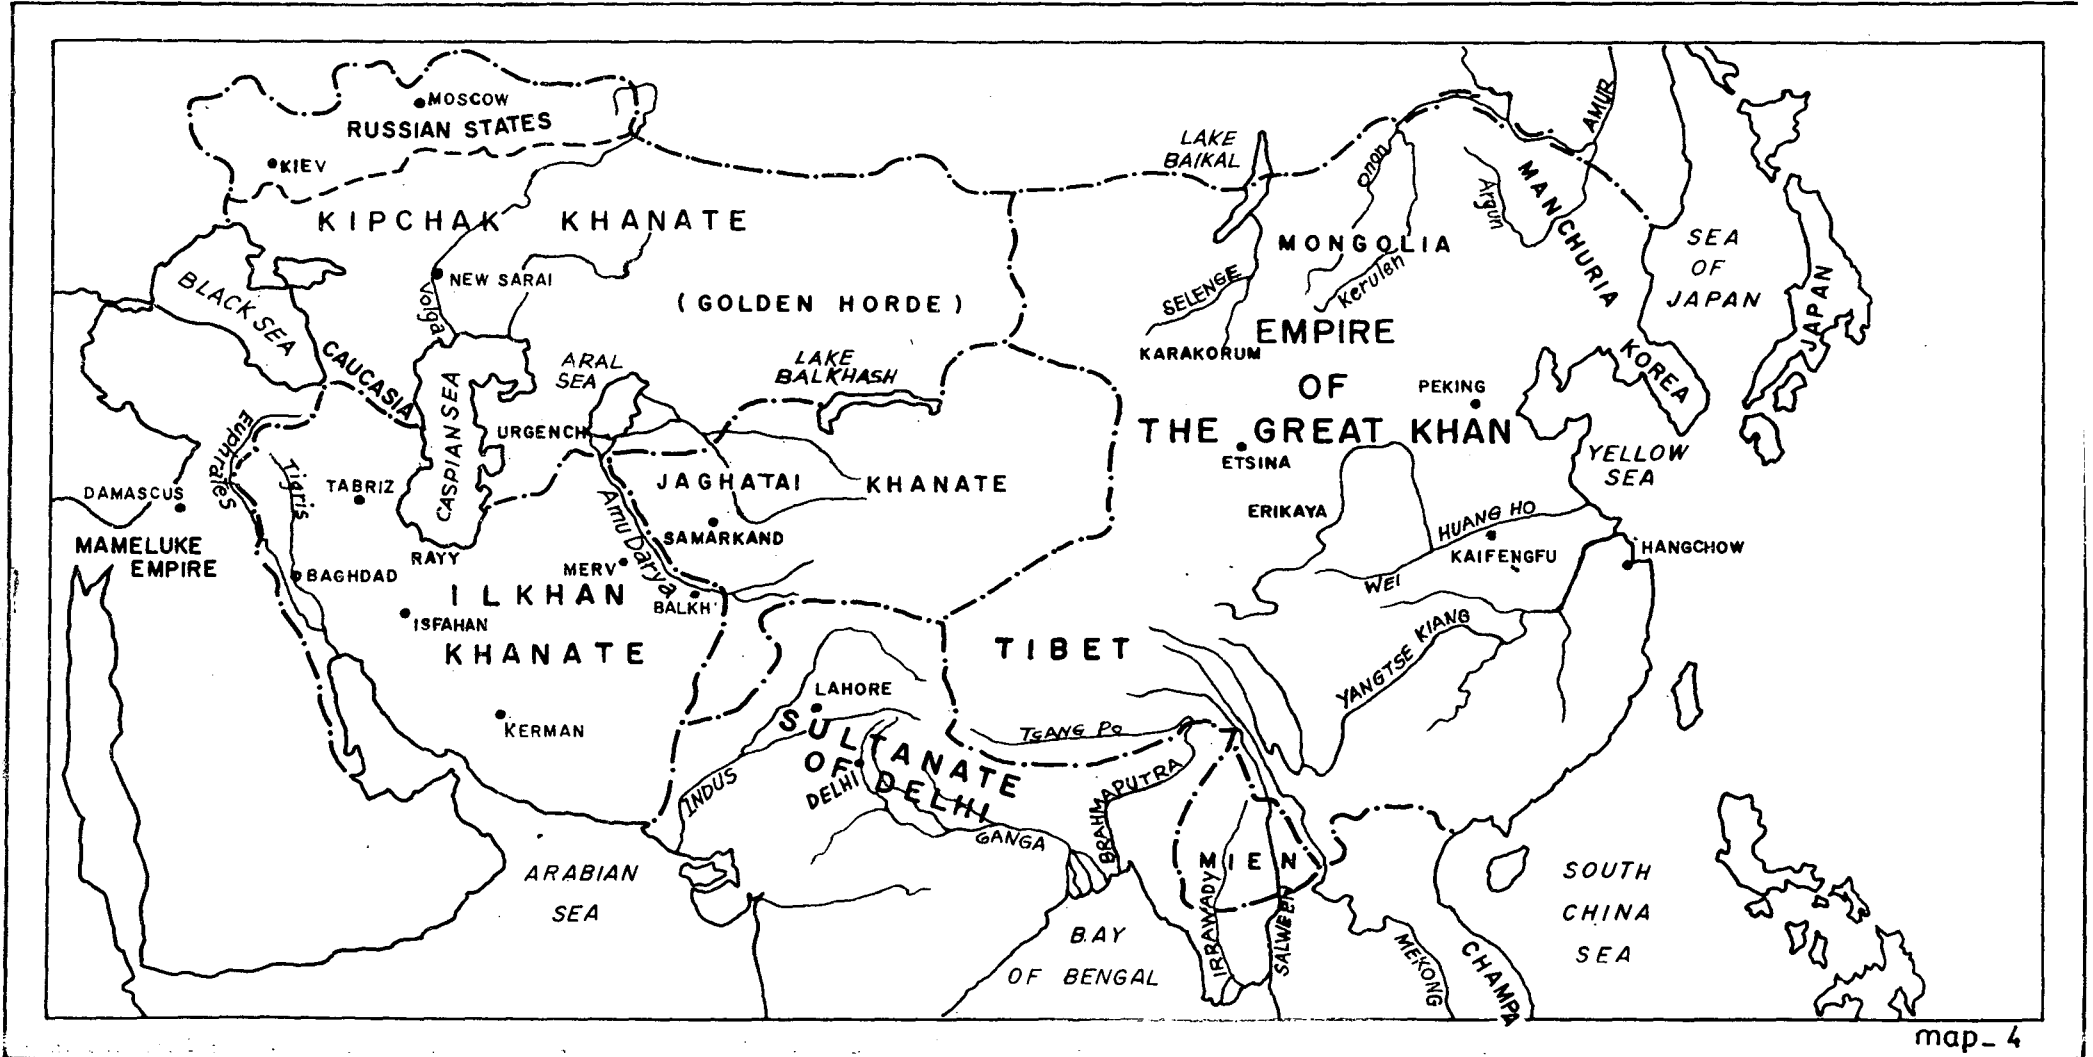 MOSCOW
RUSSIAN STATES
KIEV
KIPCHAK KHANATE
NEW SARAI
Volga
(GOLDEN HORDE)
BLACK SEA
CAUCASIA
CASPIAN SEA
ARAL
SEA
LAKE
BALKHASH
URGENCH
JAGHATAI KHANATE
SAMARKAND
Amu Darya
MERV
BALKH
Euphrates
Tigris
TABRIZ
DAMASCUS
MAMELUKE
EMPIRE
RAYY
BAGHDAD
ILKHAN
KHANATE
ISFAHAN
KERMAN
LAKE
BAIKAL
Onon
Argun
AMUR
MANCHURIA
MONGOLIA
SELENGE
Kerulen
KARAKORUM
EMPIRE
OF
THE GREAT KHAN
PEKING
ETSINA
ERIKAYA
SEA
OF
JAPAN
JAPAN
KOREA
YELLOW
SEA
HUANG HO
KAIFENGFU
WEI
HANGCHOW
YANGTSE KIANG
TIBET
TSANG PO
LAHORE
SULTANATE
OF DELHI
DELHI
INDUS
GANGA
BRAHMAPUTRA
MIEN
IRRAWADY
SALWEEN
MEKONG
CHAMPA
ARABIAN
SEA
BAY
OF BENGAL
SOUTH
CHINA
SEA
map_4